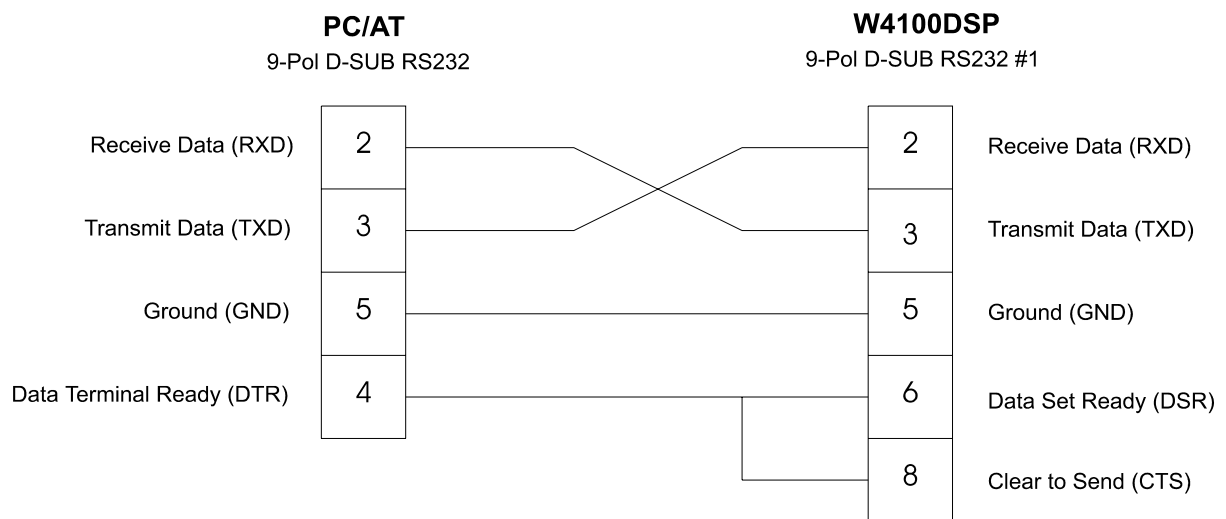 PC/AT
9-Pol D-SUB RS232
W4100DSP
9-Pol D-SUB RS232 #1
Receive Data (RXD) 2 2 Receive Data (RXD)
Transmit Data (TXD) 3 3 Transmit Data (TXD)
Ground (GND) 5 5 Ground (GND)
Data Terminal Ready (DTR) 4 6 Data Set Ready (DSR)
8 Clear to Send (CTS)